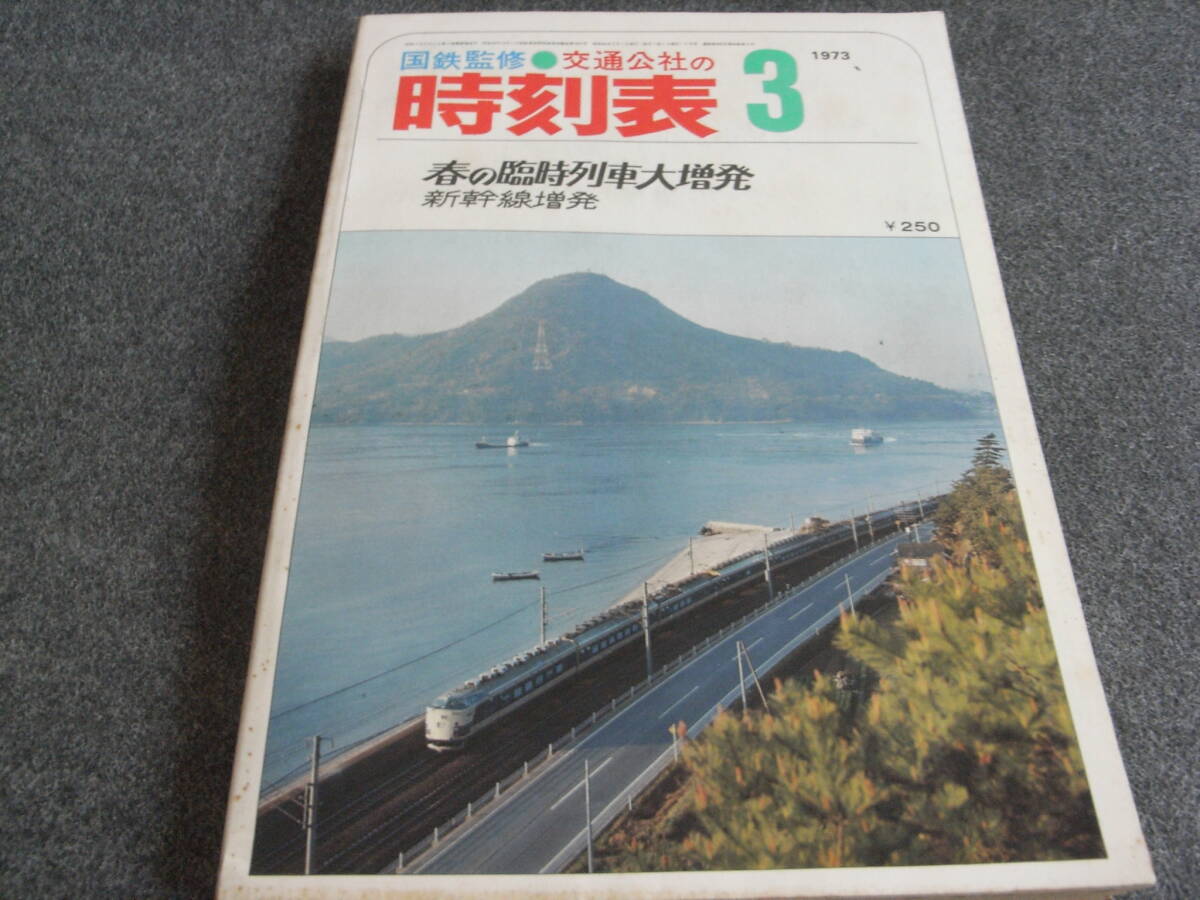 国鉄監修●交通公社の
時刻表 3 1973
春の臨時列車大増発
新幹線増発
¥250